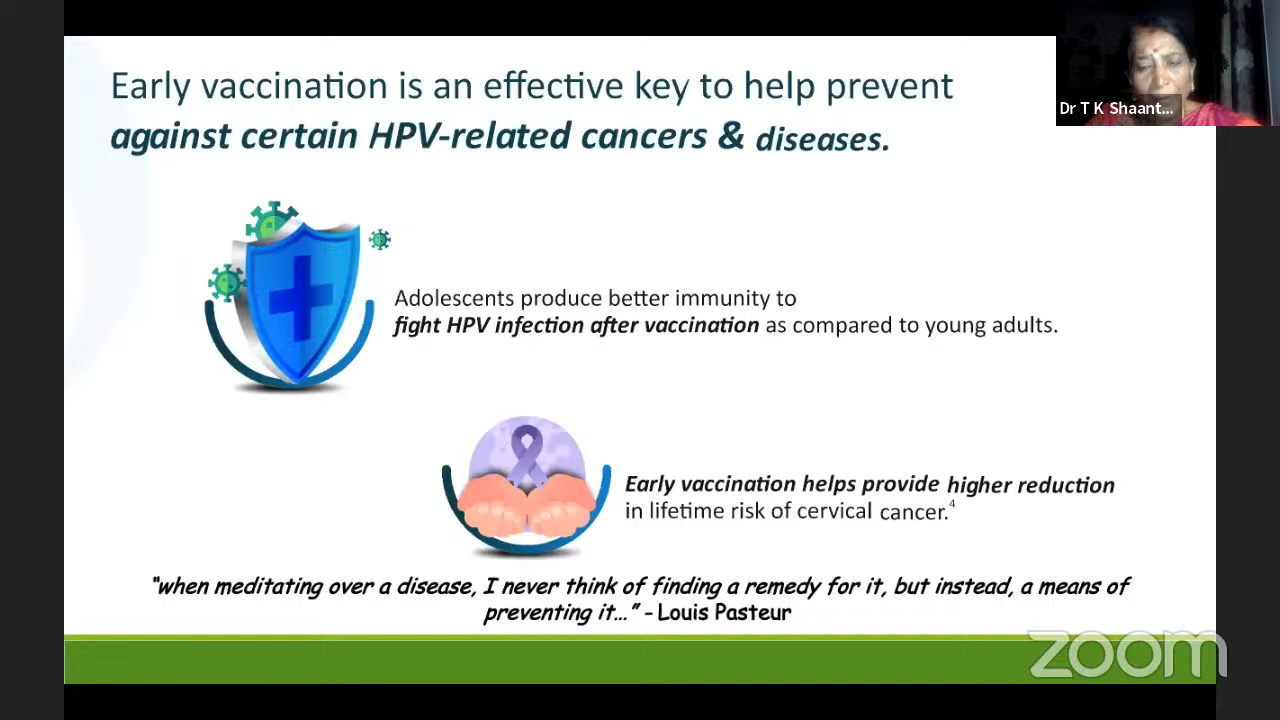 Early vaccination is an effective key to help prevent
against certain HPV-related cancers & diseases.
Dr T K Shaant...
Adolescents produce better immunity to
fight HPV infection after vaccination as compared to young adults.
Early vaccination helps provide higher reduction
in lifetime risk of cervical cancer.4
“when meditating over a disease, I never think of finding a remedy for it, but instead, a means of
preventing it...” - Louis Pasteur
zoom